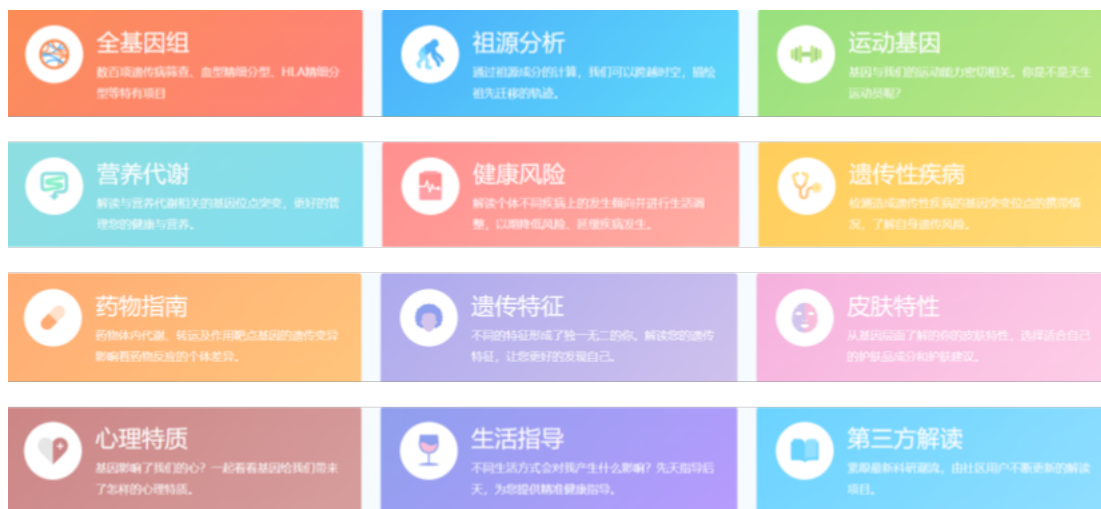 全基因组
数百项遗传病筛查、血型精细分型、HLA精细分
型等特有项目
祖源分析
通过祖源成分的计算，我们可以跨越时空，描绘
祖先迁移的轨迹。
运动基因
基因与我们的运动能力密切相关。你是不是天生
运动员呢？
营养代谢
解读与营养代谢相关的基因位点突变，更好的管
理您的健康与营养。
健康风险
解读个体不同疾病上的发生倾向并进行生活调
整，以期降低风险、延缓疾病发生。
遗传性疾病
检测造成遗传性疾病的基因突变位点的携带情
况，了解自身遗传风险。
药物指南
药物体内代谢、转运及作用靶点基因的遗传变异
影响着药物反应的个体差异。
遗传特征
不同的特征形成了独一无二的你。解读您的遗传
特征，让您更好的发现自己。
皮肤特性
从基因层面了解的你的皮肤特性，选择适合自己
的护肤品成分和护肤建议。
心理特质
基因影响了我们的心？一起看看基因给我们带来
了怎样的心理特质。
生活指导
不同生活方式会对我产生什么影响？先天指导后
天，为您提供精准健康指导。
第三方解读
紧跟最新科研潮流，由社区用户不断更新的解读
项目。